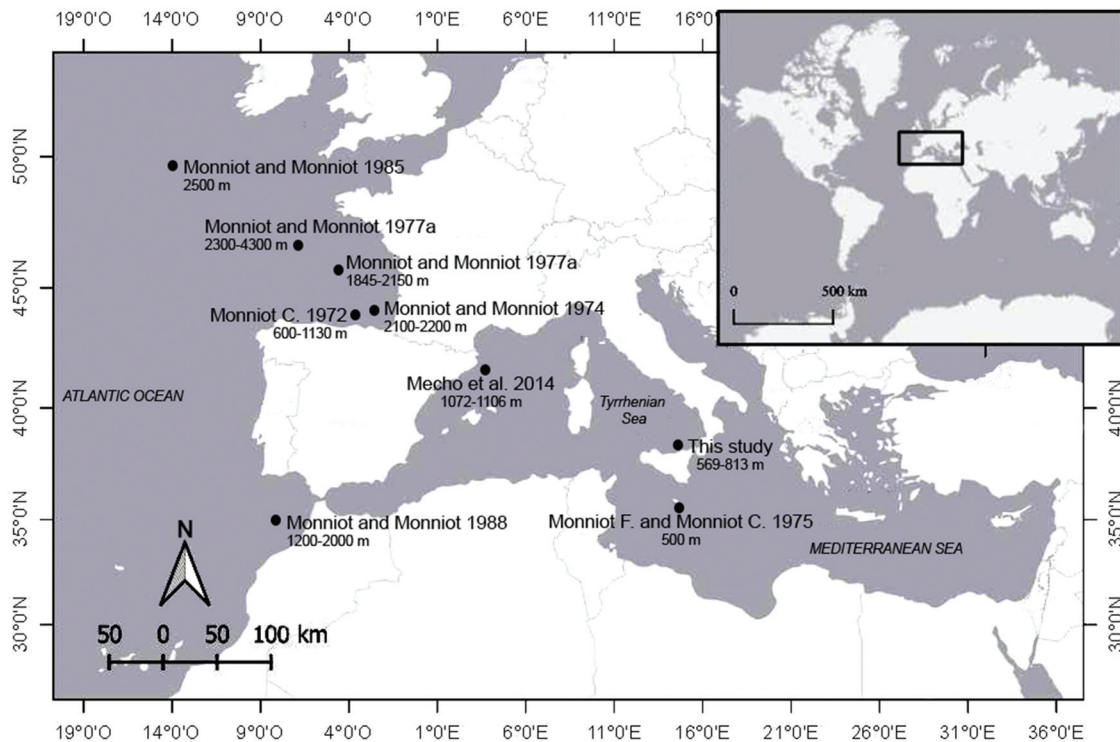 19°0'O 14°0'O 9°0'O 4°0'O 1°0'E 6°0'E 11°0'E 16°0'E
50°0'N
45°0'N
40°0'N
35°0'N
30°0'N
Monniot and Monniot 1985
2500 m
Monniot and Monniot 1977a
2300-4300 m
Monniot and Monniot 1977a
1845-2150 m
Monniot C. 1972
600-1130 m
Monniot and Monniot 1974
2100-2200 m
Mecho et al. 2014
1072-1106 m
ATLANTIC OCEAN
Tyrrhenian
Sea
This study
569-813 m
Monniot and Monniot 1988
1200-2000 m
Monniot F. and Monniot C. 1975
500 m
MEDITERRANEAN SEA
0 500 km
N
50 0 50 100 km
40°0'N
35°0'N
30°0'N
19°0'O 14°0'O 9°0'O 4°0'O 1°0'E 6°0'E 11°0'E 16°0'E 21°0'E 26°0'E 31°0'E 36°0'E